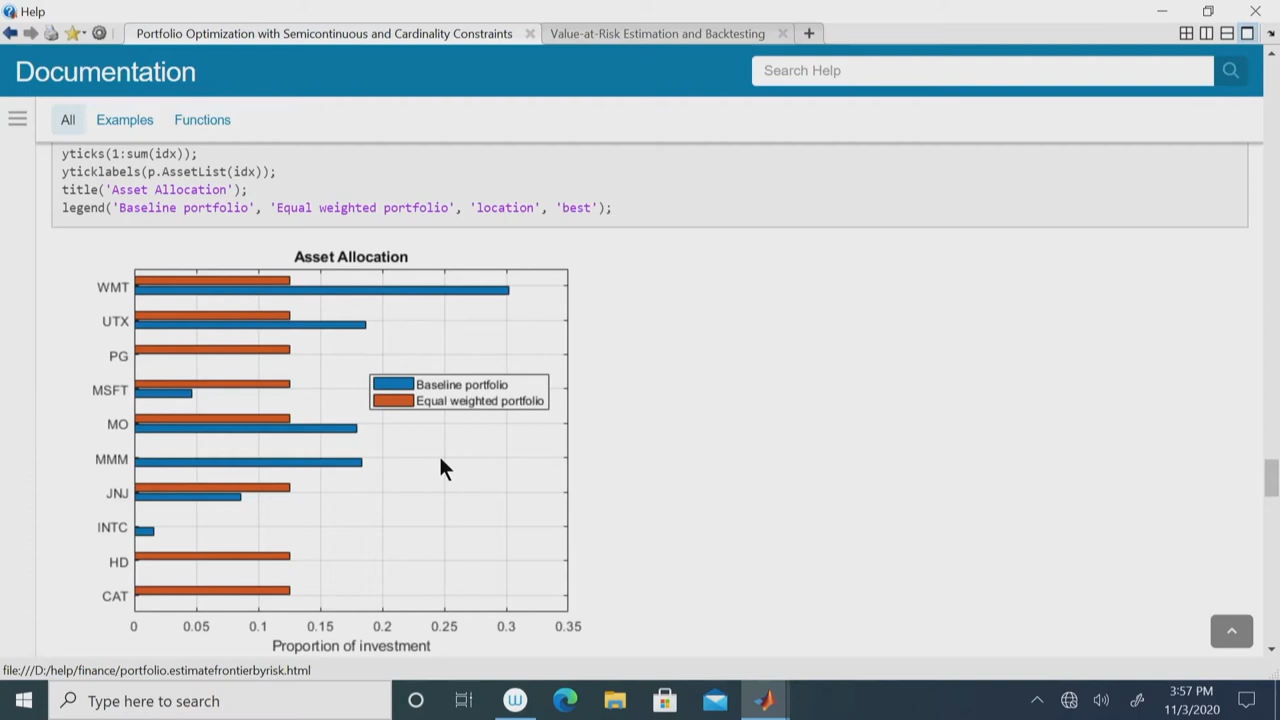 Help
Portfolio Optimization with Semicontinuous and Cardinality Constraints
Value-at-Risk Estimation and Backtesting
Documentation
Search Help
All
Examples
Functions
yticks(1:sum(idx));
yticklabels(p.AssetList(idx));
title('Asset Allocation');
legend('Baseline portfolio', 'Equal weighted portfolio', 'location', 'best');
Asset Allocation
WMT
UTX
PG
MSFT
Baseline portfolio
Equal weighted portfolio
MO
MMM
JNJ
INTC
HD
CAT
0 0.05 0.1 0.15 0.2 0.25 0.3 0.35
Proportion of investment
file:///D:/help/finance/portfolio.estimatefrontierbyrisk.html
Type here to search
3:57 PM
11/3/2020